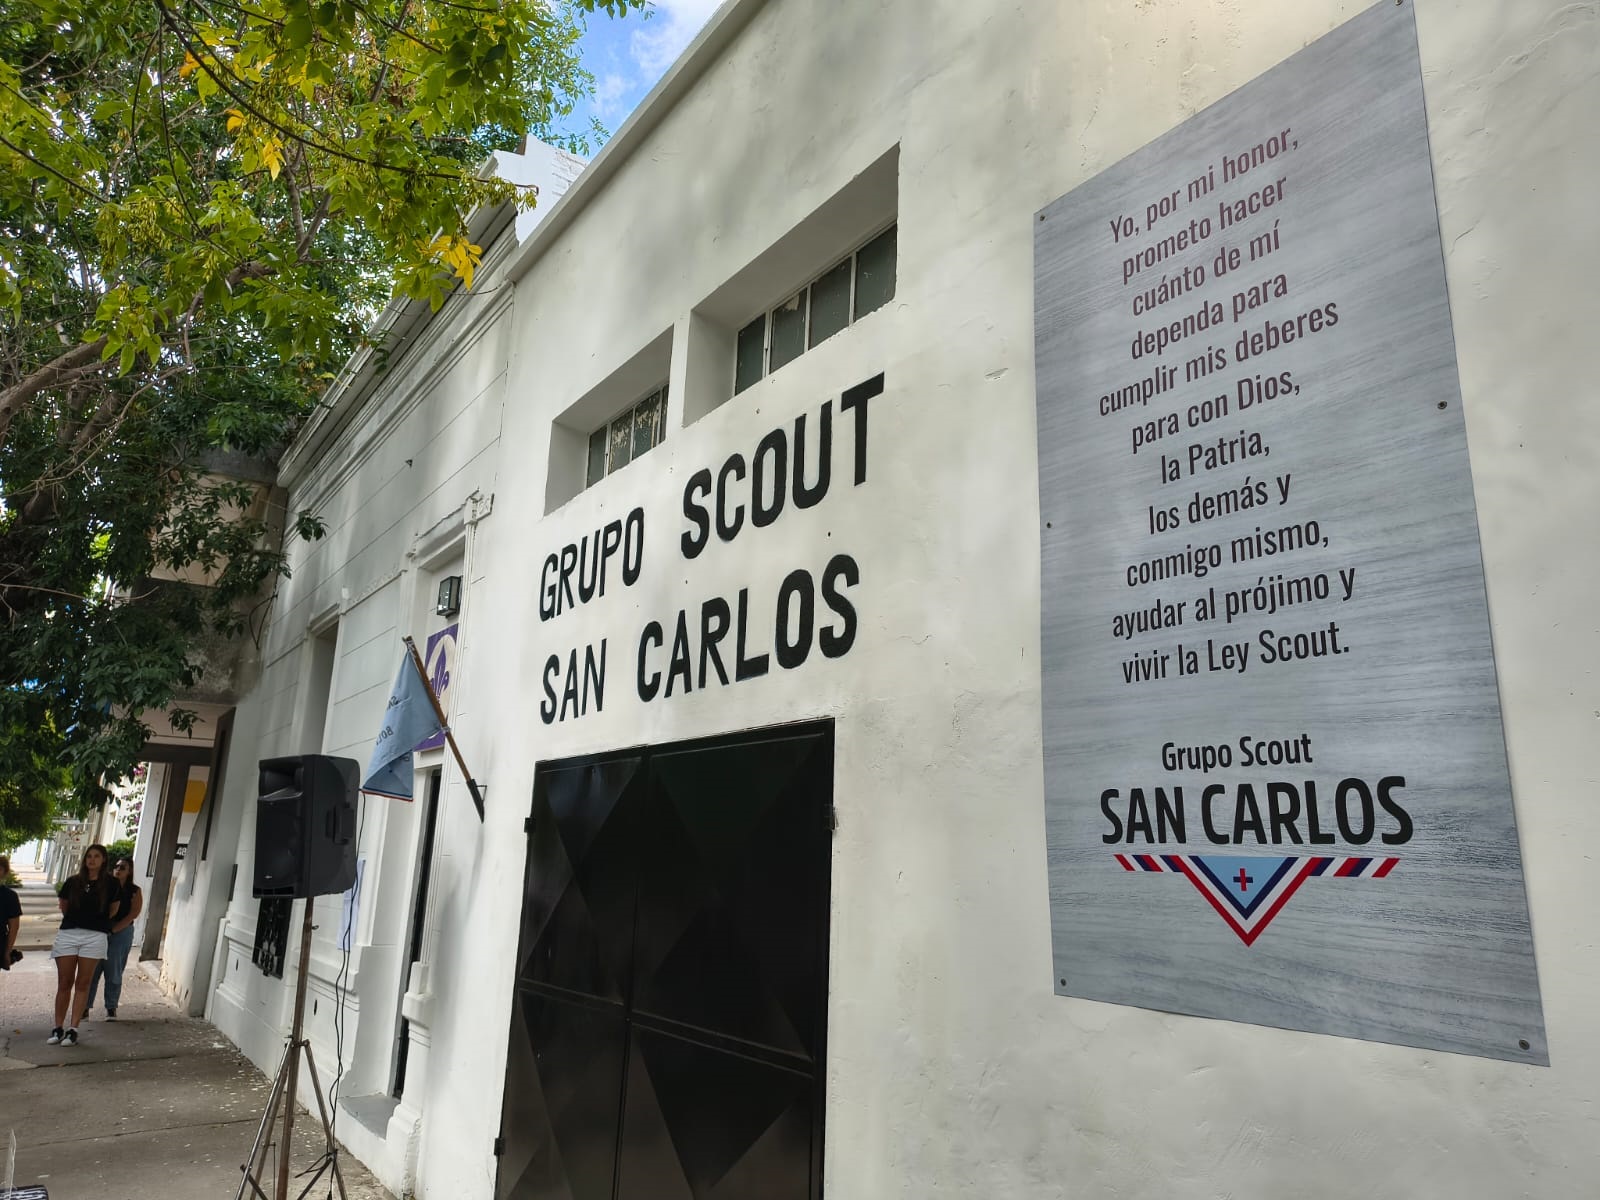 GRUPO SCOUT
SAN CARLOS
Yo, por mi honor,
prometo hacer
cuánto de mí
dependa para
cumplir mis deberes
para con Dios,
la Patria,
los demás y
conmigo mismo,
ayudar al prójimo y
vivir la Ley Scout.
Grupo Scout
SAN CARLOS